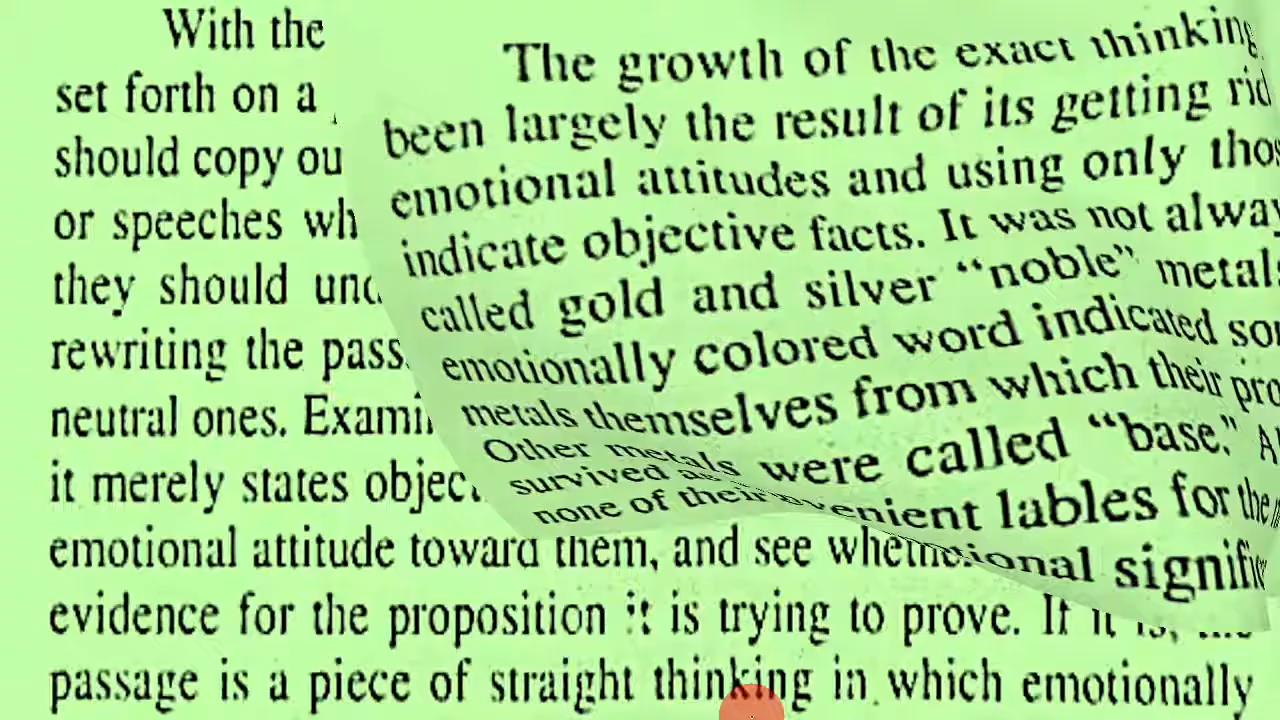 With the
set forth on a
should copy ou
or speeches wh
they should und
rewriting the pass
neutral ones. Exami
it merely states objec
emotional attitude toward them, and see
evidence for the proposition it is trying to prove. If it is,
passage is a piece of straight thinking in which emotionally
The growth of the exact thinking
been largely the result of its getting rid
emotional attitudes and using only thos
indicate objective facts. It was not alway
called gold and silver “noble” metals
emotionally colored word indicated so
metals themselves from which their pro
Other metals were called “base.” A
survived as venient lables for the
none of their ional signific